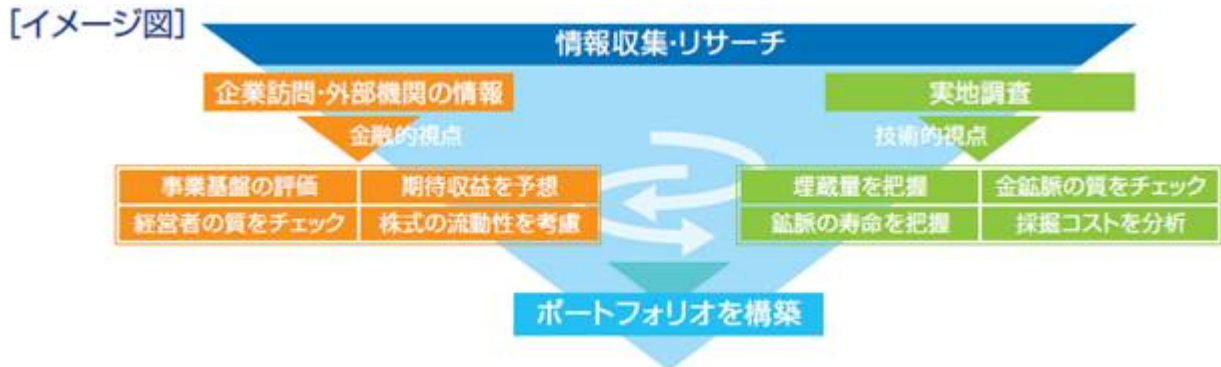 [イメージ図]
情報収集・リサーチ
企業訪問・外部機関の情報
実地調査
金融的視点
技術的視点
事業基盤の評価
期待収益を予想
経営者の質をチェック
株式の流動性を考慮
埋蔵量を把握
金鉱脈の質をチェック
鉱脈の寿命を把握
採掘コストを分析
ポートフォリオを構築